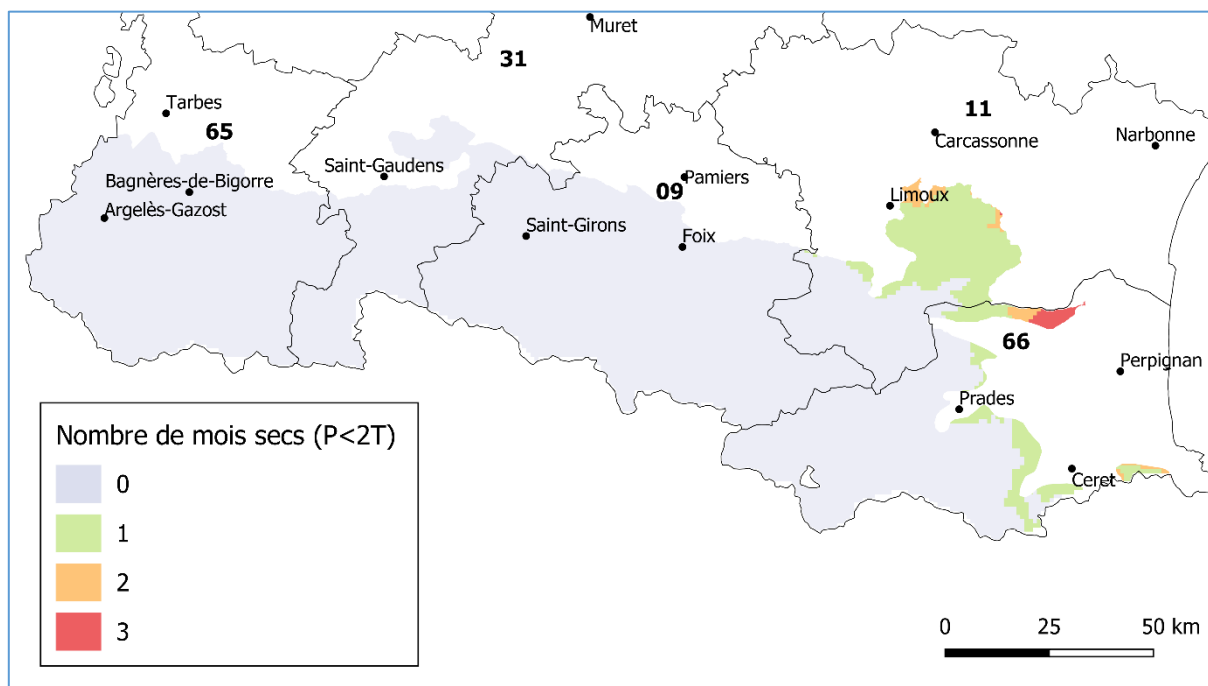 Muret
31
Tarbes
65
11
Carcassonne
Narbonne
Saint-Gaudens
Pamiers
09
Bagnères-de-Bigorre
Limoux
Argelès-Gazost
Saint-Girons
Foix
66
Perpignan
Prades
Ceret
Nombre de mois secs (P<2T)
0
1
2
3
0 25 50 km